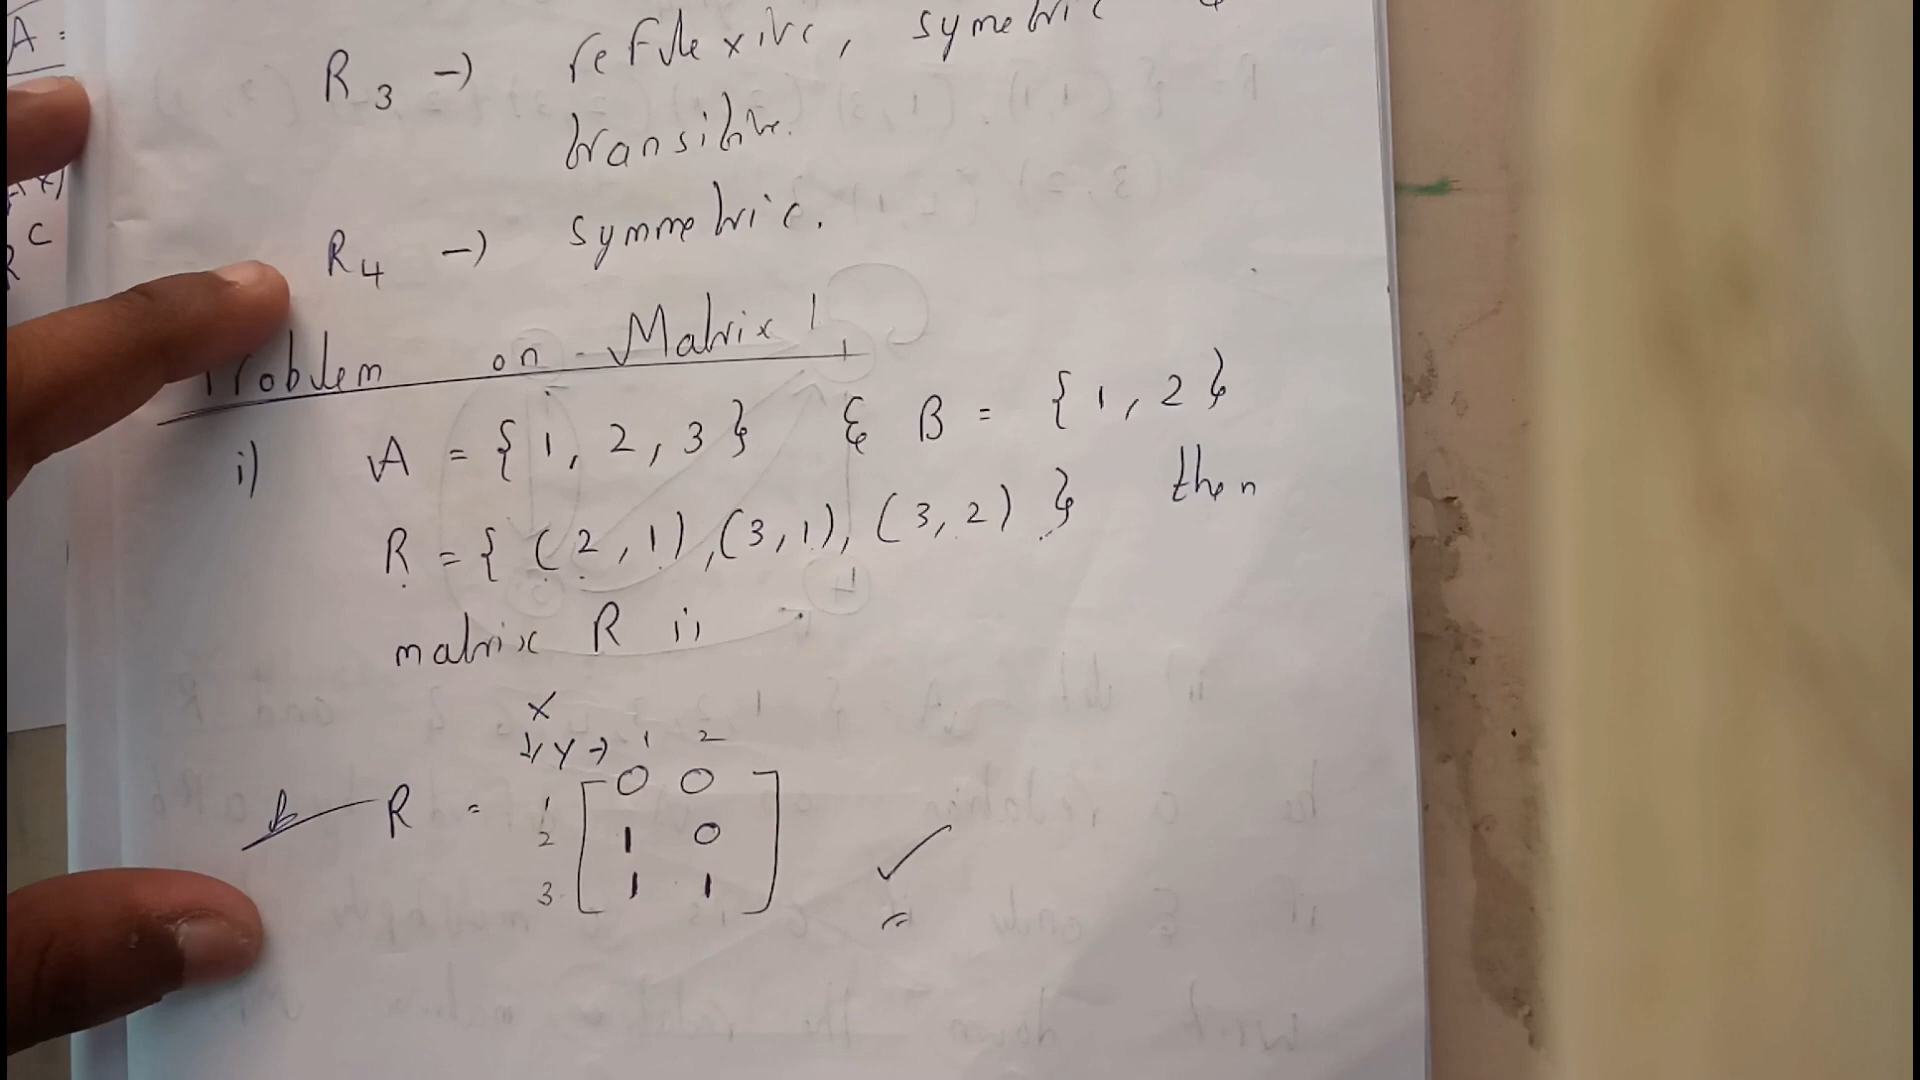 A :
R3 → reflexive, symetric &
transitive.
R4 → symmetric.
Problem on Matrix
i) A = {1, 2, 3} & B = {1, 2}
R = { (2, 1), (3, 1), (3, 2) } then
matrix R is
X
↓ Y → 1 2
R = 1 [ 0 0
2 1 0
3 1 1 ]